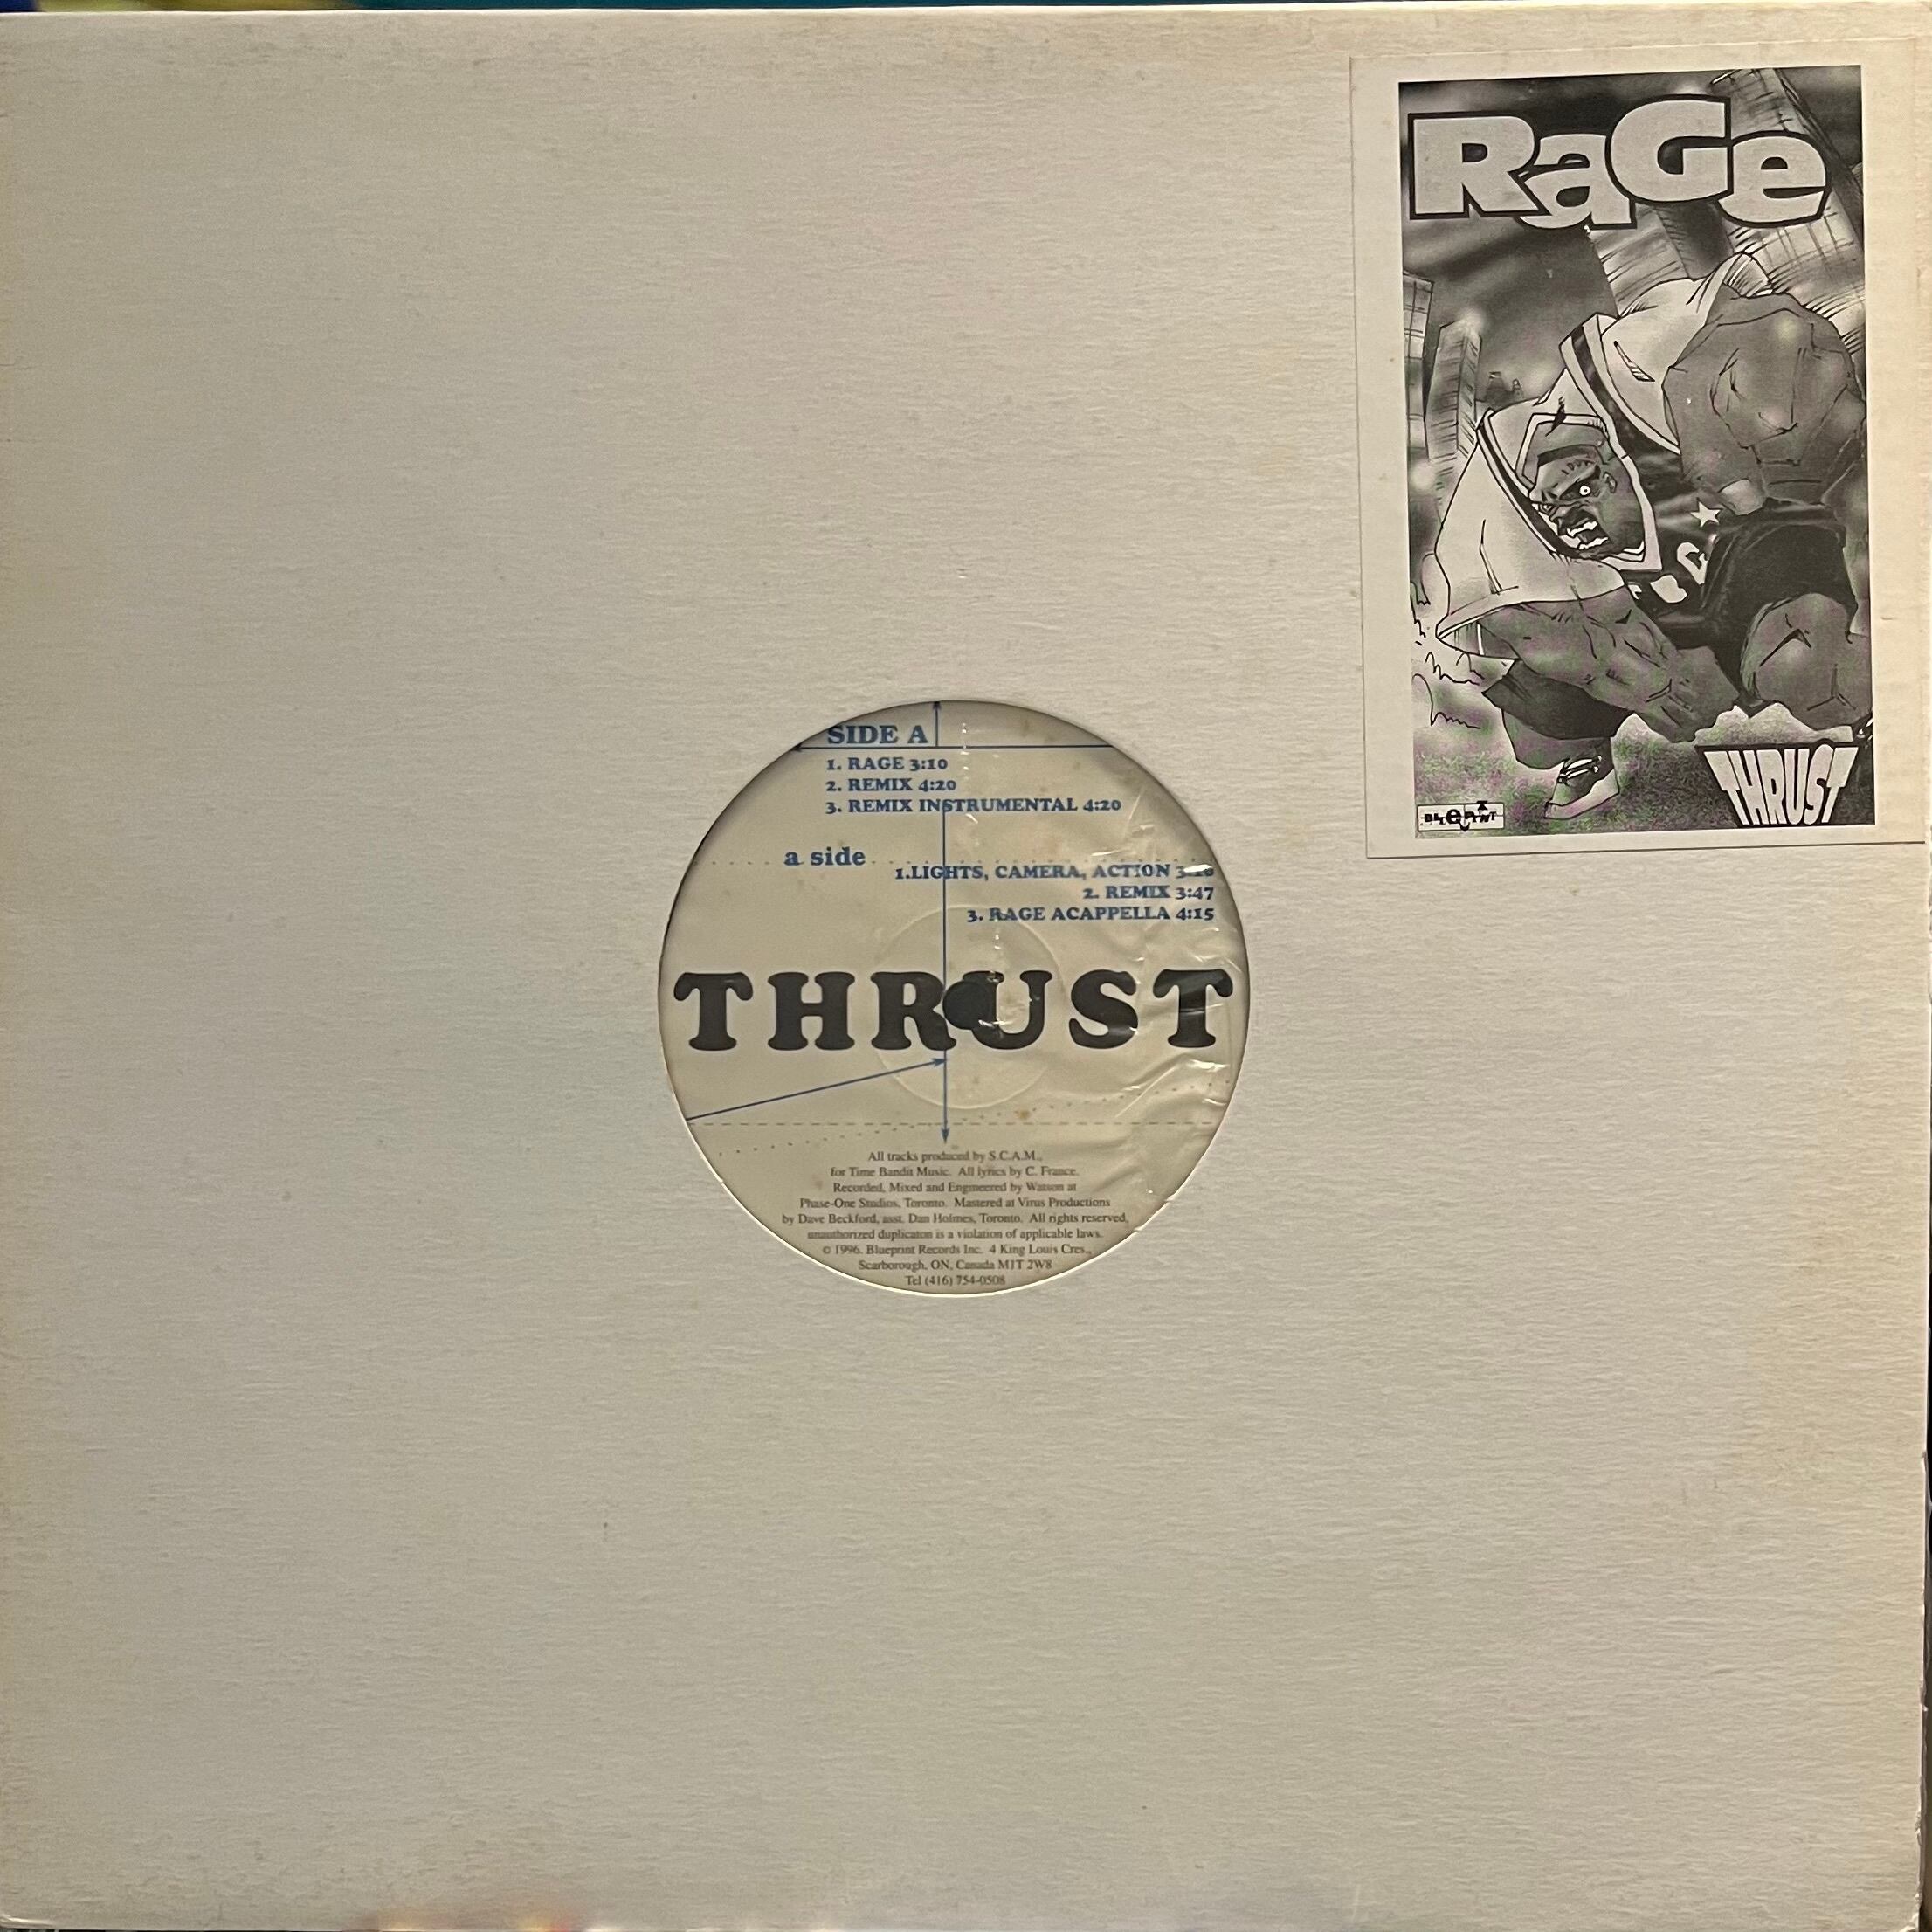 RaGe
THRUST
BLUEPRINT
SIDE A
1. RAGE 3:10
2. REMIX 4:20
3. REMIX INSTRUMENTAL 4:20
a side
1.LIGHTS, CAMERA, ACTION
2. REMIX 3:47
3. RAGE ACAPPELLA 4:15
THRUST
All tracks produced by S.C.A.M.,
for Time Bandit Music. All lyrics by C. France.
Recorded, Mixed and Engineered by Watson at
Phase-One Studios, Toronto. Mastered at Virus Productions
by Dave Beckford, asst. Dan Holmes, Toronto. All rights reserved,
unauthorized duplicaton is a violation of applicable laws.
© 1996. Blueprint Records Inc. 4 King Louis Cres.,
Scarborough, ON, Canada M1T 2W8
Tel (416) 754-0508